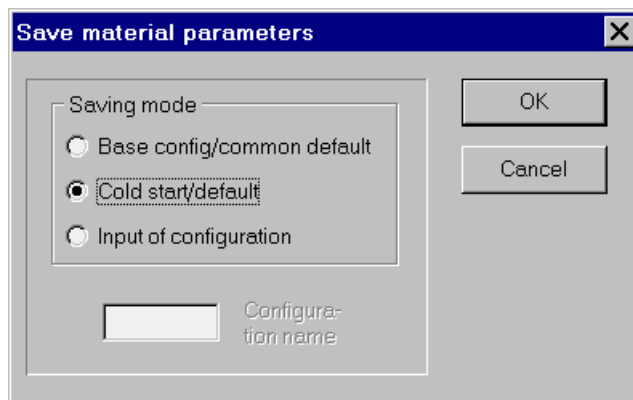 Save material parameters
Saving mode
Base config/common default
Cold start/default
Input of configuration
Configura-
tion name
OK
Cancel